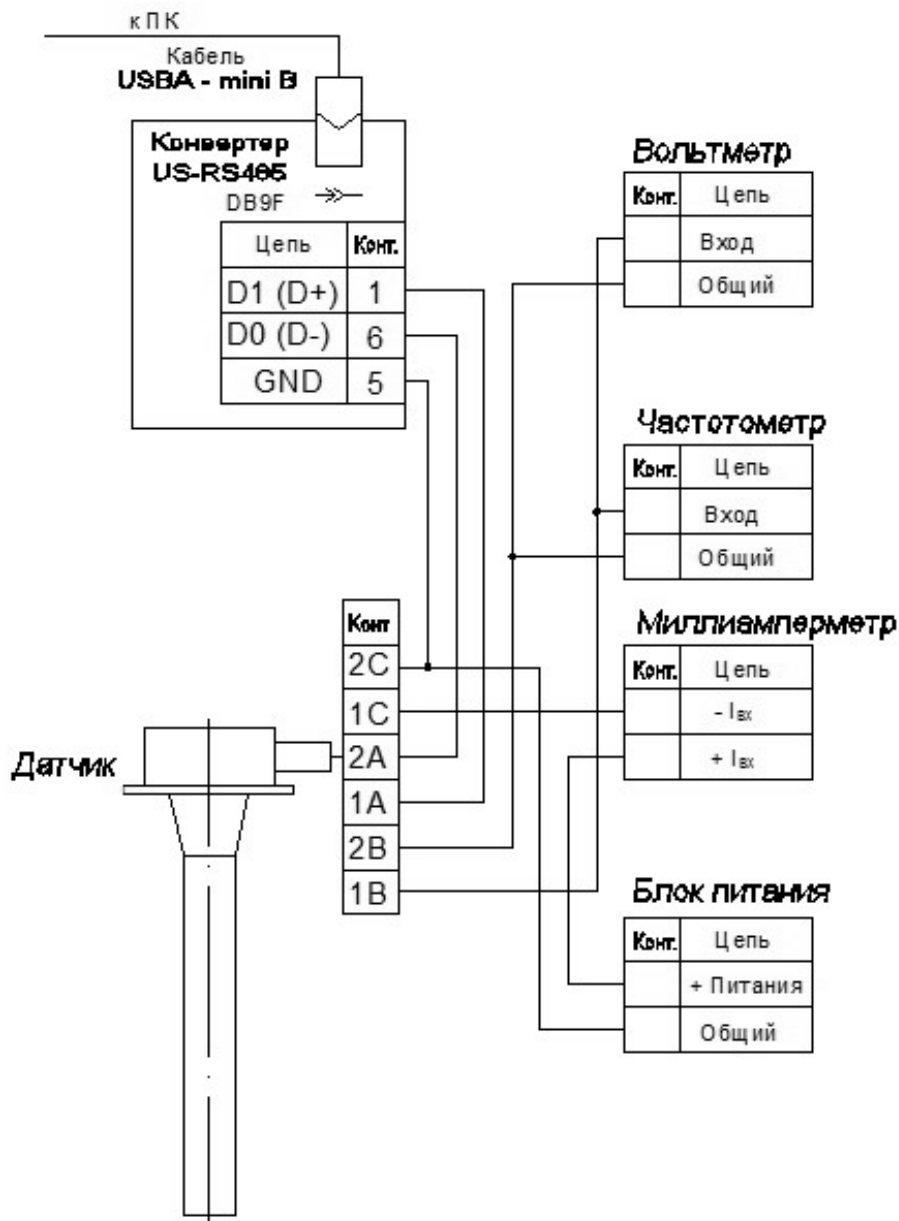 к ПК
Кабель
USBA - mini B
Конвертер
US-RS485
DB9F
Цепь Конт.
D1 (D+) 1
D0 (D-) 6
GND 5
Вольтметр
Конт. Цепь
Вход
Общий
Частотометр
Конт. Цепь
Вход
Общий
Миллиамперметр
Конт. Цепь
- Iвх
+ Iвх
Блок питания
Конт. Цепь
+ Питания
Общий
Датчик
Конт
2C
1C
2A
1A
2B
1B